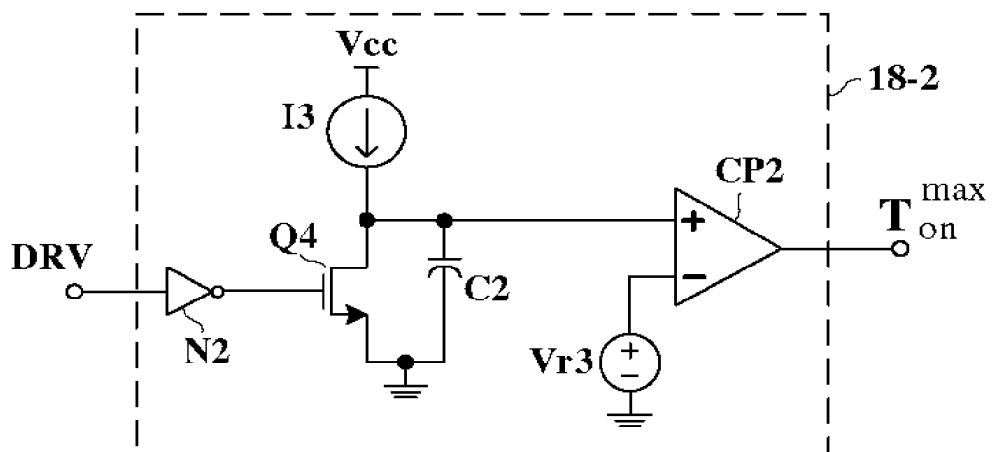 Vcc
18-2
I3
CP2
T on max
+
Q4
DRV
C2
−
N2
Vr3
+
−